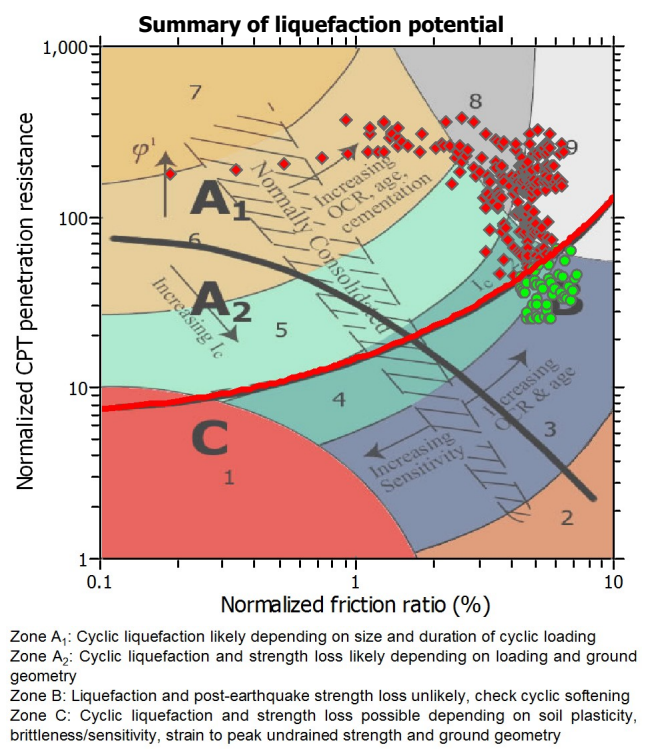 Summary of liquefaction potential
1,000
7
8
9
φ'
Increasing
OCR, age,
cementation
Normally Consolidated
A1
100
6
Ic
A2
B
Increasing Ic
5
Increasing
OCR & age
10
4
3
C
Increasing
Sensitivity
1
2
1
0.1
1
10
Normalized CPT penetration resistance
Normalized friction ratio (%)
Zone A1: Cyclic liquefaction likely depending on size and duration of cyclic loading
Zone A2: Cyclic liquefaction and strength loss likely depending on loading and ground
geometry
Zone B: Liquefaction and post-earthquake strength loss unlikely, check cyclic softening
Zone C: Cyclic liquefaction and strength loss possible depending on soil plasticity,
brittleness/sensitivity, strain to peak undrained strength and ground geometry